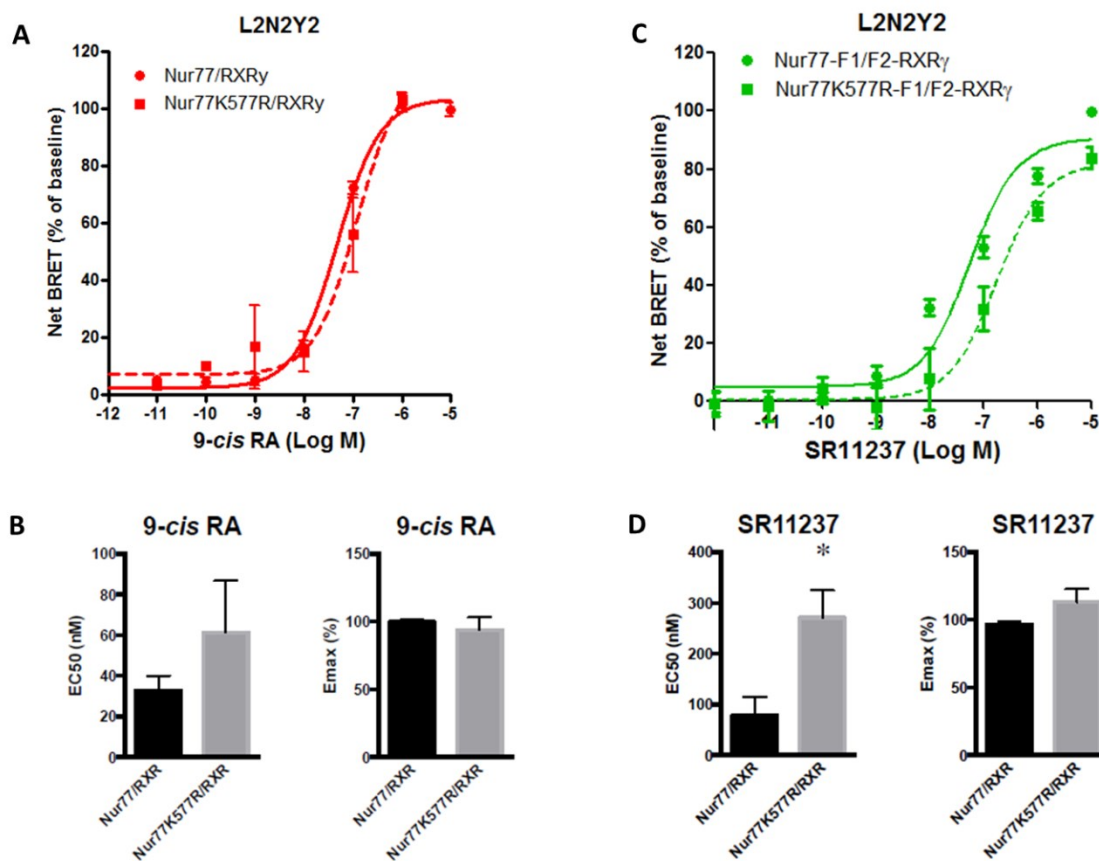 A
L2N2Y2
Nur77/RXRy
Nur77K577R/RXRy
Net BRET (% of baseline)
120
100
80
60
40
20
0
-12 -11 -10 -9 -8 -7 -6 -5
9-cis RA (Log M)
C
L2N2Y2
Nur77-F1/F2-RXRγ
Nur77K577R-F1/F2-RXRγ
Net BRET (% of baseline)
120
100
80
60
40
20
0
-11 -10 -9 -8 -7 -6 -5
SR11237 (Log M)
B
9-cis RA
EC50 (nM)
100
80
60
40
20
0
Nur77/RXR
Nur77K577R/RXR
9-cis RA
Emax (%)
150
100
50
0
Nur77/RXR
Nur77K577R/RXR
D
SR11237
EC50 (nM)
400
300
200
100
0
*
Nur77/RXR
Nur77K577R/RXR
SR11237
Emax (%)
150
100
50
0
Nur77/RXR
Nur77K577R/RXR